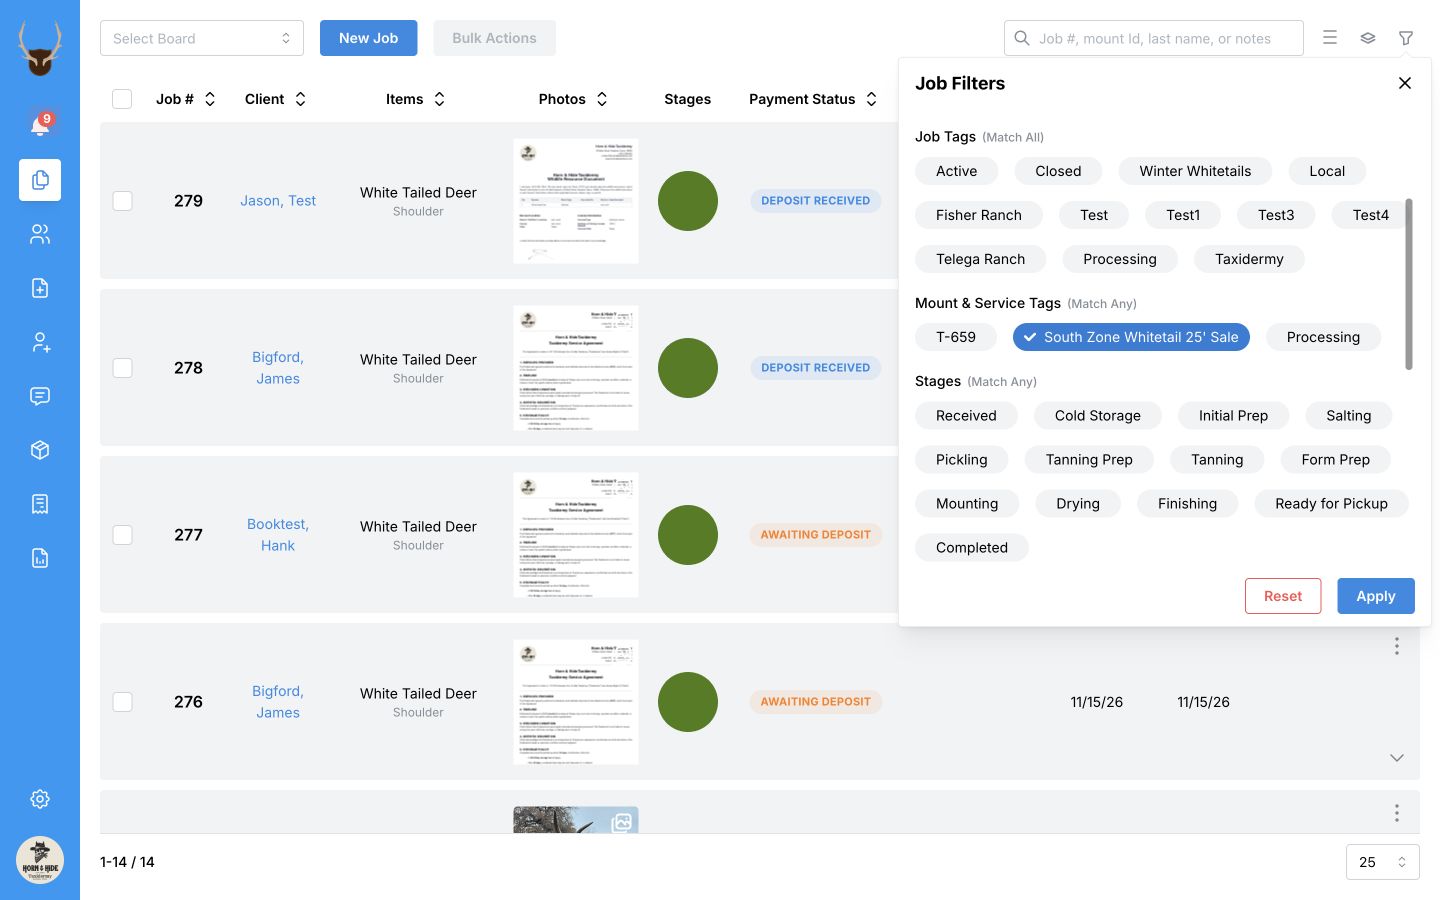 Select Board
New Job
Bulk Actions
Job #, mount Id, last name, or notes
9
Job #
Client
Items
Photos
Stages
Payment Status
279
Jason, Test
White Tailed Deer
Shoulder
DEPOSIT RECEIVED
278
Bigford,
James
White Tailed Deer
Shoulder
DEPOSIT RECEIVED
277
Booktest,
Hank
White Tailed Deer
Shoulder
AWAITING DEPOSIT
276
Bigford,
James
White Tailed Deer
Shoulder
AWAITING DEPOSIT
11/15/26
11/15/26
Job Filters
Job Tags (Match All)
Active
Closed
Winter Whitetails
Local
Fisher Ranch
Test
Test1
Test3
Test4
Telega Ranch
Processing
Taxidermy
Mount & Service Tags (Match Any)
T-659
South Zone Whitetail 25' Sale
Processing
Stages (Match Any)
Received
Cold Storage
Initial Prep
Salting
Pickling
Tanning Prep
Tanning
Form Prep
Mounting
Drying
Finishing
Ready for Pickup
Completed
Reset
Apply
HORN & HIDE
Taxidermy
1-14 / 14
25